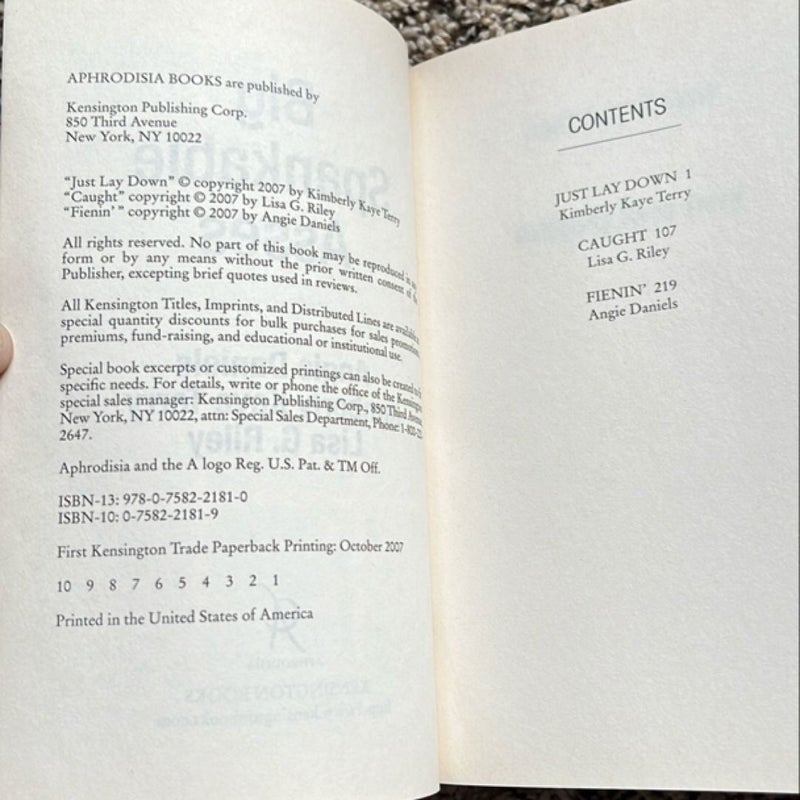 APHRODISIA BOOKS are published by
Kensington Publishing Corp.
850 Third Avenue
New York, NY 10022
“Just Lay Down” © copyright 2007 by Kimberly Kaye Terry
“Caught” copyright © 2007 by Lisa G. Riley
“Fienin’” copyright © 2007 by Angie Daniels
All rights reserved. No part of this book may be reproduced in
form or by any means without the prior written consent of
Publisher, excepting brief quotes used in reviews.
All Kensington Titles, Imprints, and Distributed Lines are
special quantity discounts for bulk purchases for sales
premiums, fund-raising, and educational or institutional use.
Special book excerpts or customized printings can also be created
specific needs. For details, write or phone the office of the Kensington
special sales manager: Kensington Publishing Corp., 850 Third
New York, NY 10022, attn: Special Sales Department, Phone: 1-800-
2647.
Aphrodisia and the A logo Reg. U.S. Pat. & TM Off.
ISBN-13: 978-0-7582-2181-0
ISBN-10: 0-7582-2181-9
First Kensington Trade Paperback Printing: October 2007
10 9 8 7 6 5 4 3 2 1
Printed in the United States of America
CONTENTS
JUST LAY DOWN 1
Kimberly Kaye Terry
CAUGHT 107
Lisa G. Riley
FIENIN’ 219
Angie Daniels